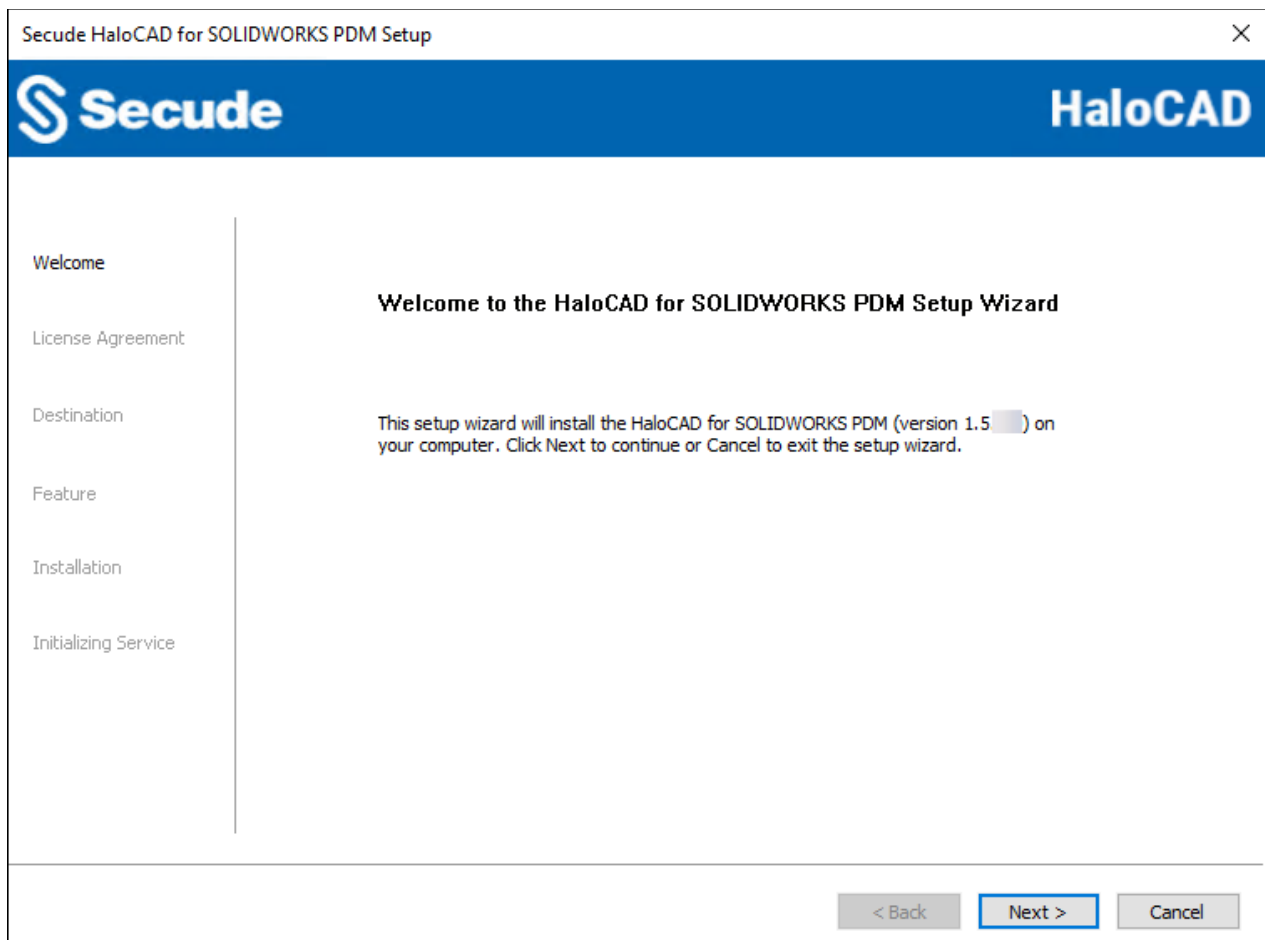 Secude HaloCAD for SOLIDWORKS PDM Setup
Secude
HaloCAD
Welcome
License Agreement
Destination
Feature
Installation
Initializing Service
Welcome to the HaloCAD for SOLIDWORKS PDM Setup Wizard
This setup wizard will install the HaloCAD for SOLIDWORKS PDM (version 1.5. ) on
your computer. Click Next to continue or Cancel to exit the setup wizard.
< Back
Next >
Cancel